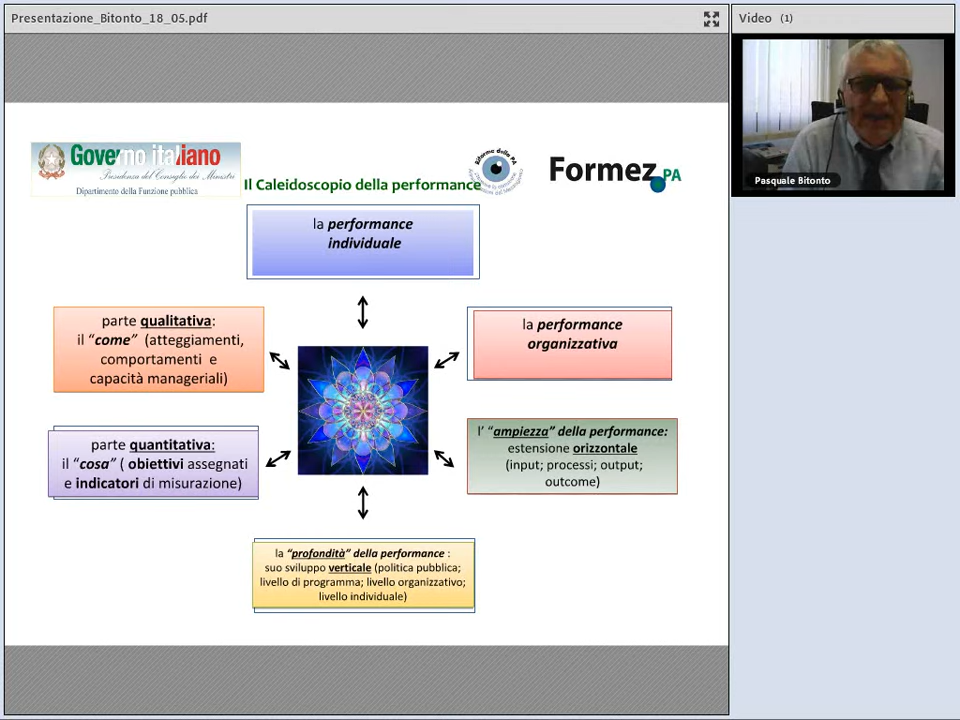 Presentazione_Bitonto_18_05.pdf
Video (1)
Pasquale Bitonto
Governo italiano
Presidenza del Consiglio dei Ministri
Dipartimento della Funzione pubblica
Riforma della PA
Formez PA
Il Caleidoscopio della performance
la performance
individuale
parte qualitativa:
il “come” (atteggiamenti,
comportamenti e
capacità manageriali)
la performance
organizzativa
parte quantitativa:
il “cosa” ( obiettivi assegnati
e indicatori di misurazione)
l’ “ampiezza” della performance:
estensione orizzontale
(input; processi; output;
outcome)
la “profondità” della performance :
suo sviluppo verticale (politica pubblica;
livello di programma; livello organizzativo;
livello individuale)